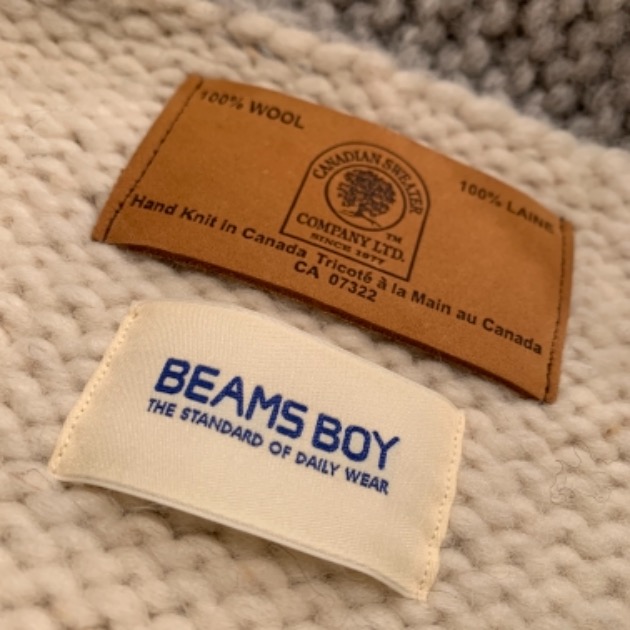 100% WOOL
100% LAINE
CANADIAN SWEATER
COMPANY LTD.™
SINCE 1977
Hand Knit in Canada Tricoté à la Main au Canada
CA 07322
BEAMS BOY
THE STANDARD OF DAILY WEAR